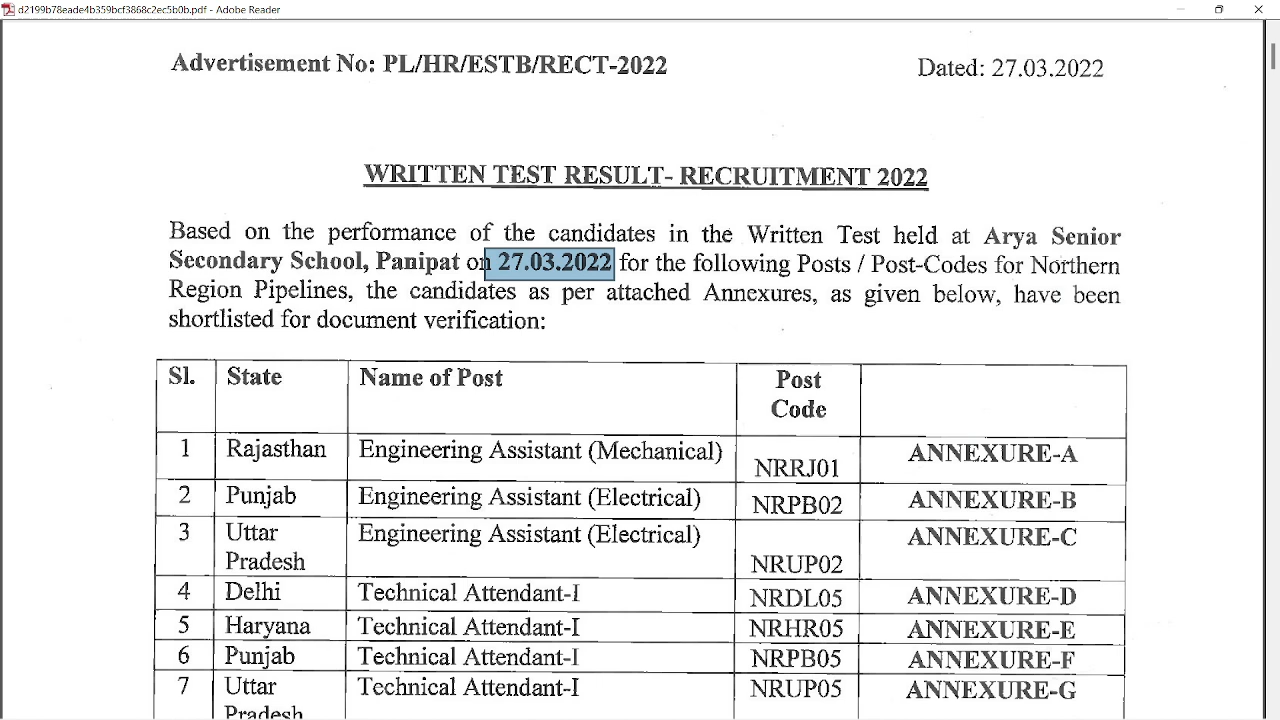 d2199b78eade4b359bcf3868c2ec5b0b.pdf - Adobe Reader
Advertisement No: PL/HR/ESTB/RECT-2022 Dated: 27.03.2022
WRITTEN TEST RESULT- RECRUITMENT 2022
Based on the performance of the candidates in the Written Test held at Arya Senior
Secondary School, Panipat on 27.03.2022 for the following Posts / Post-Codes for Northern
Region Pipelines, the candidates as per attached Annexures, as given below, have been
shortlisted for document verification:
Sl. State Name of Post Post
Code
1 Rajasthan Engineering Assistant (Mechanical) NRRJ01 ANNEXURE-A
2 Punjab Engineering Assistant (Electrical) NRPB02 ANNEXURE-B
3 Uttar Engineering Assistant (Electrical) ANNEXURE-C
Pradesh NRUP02
4 Delhi Technical Attendant-I NRDL05 ANNEXURE-D
5 Haryana Technical Attendant-I NRHR05 ANNEXURE-E
6 Punjab Technical Attendant-I NRPB05 ANNEXURE-F
7 Uttar Technical Attendant-I NRUP05 ANNEXURE-G
Pradesh